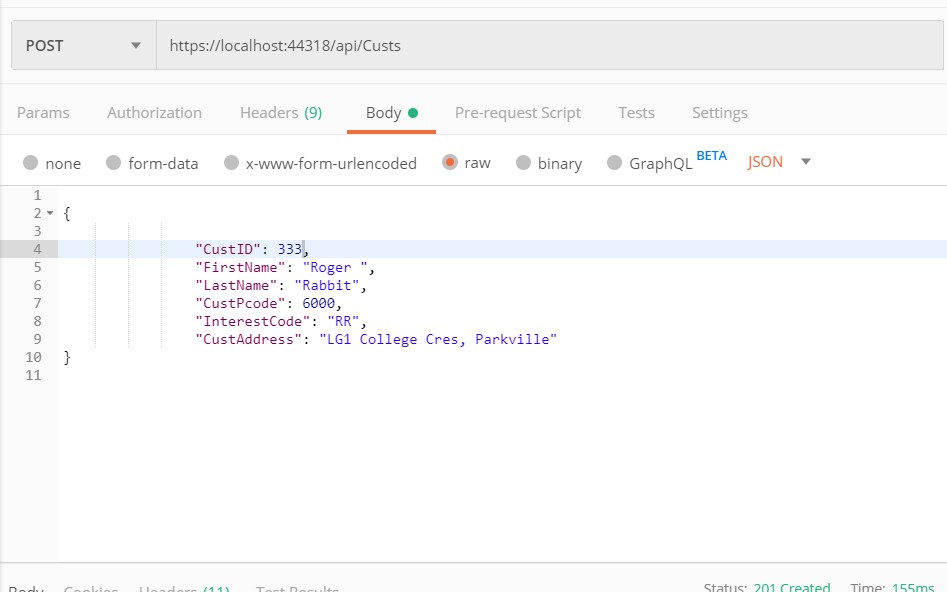 POST https://localhost:44318/api/Custs
Params Authorization Headers (9) Body Pre-request Script Tests Settings
none form-data x-www-form-urlencoded raw binary GraphQL BETA JSON
1
2 {
3
4 "CustID": 333,
5 "FirstName": "Roger ",
6 "LastName": "Rabbit",
7 "CustPcode": 6000,
8 "InterestCode": "RR",
9 "CustAddress": "LG1 College Cres, Parkville"
10 }
11
Body Cookies Headers (11) Test Results Status: 201 Created Time: 155ms